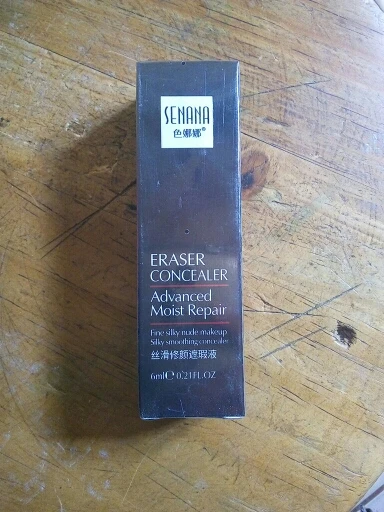 SENANA
色娜娜®
ERASER
CONCEALER
Advanced
Moist Repair
Fine silky nude makeup
Silky smoothing concealer
丝滑修颜遮瑕液
6ml℮0.21FL.OZ